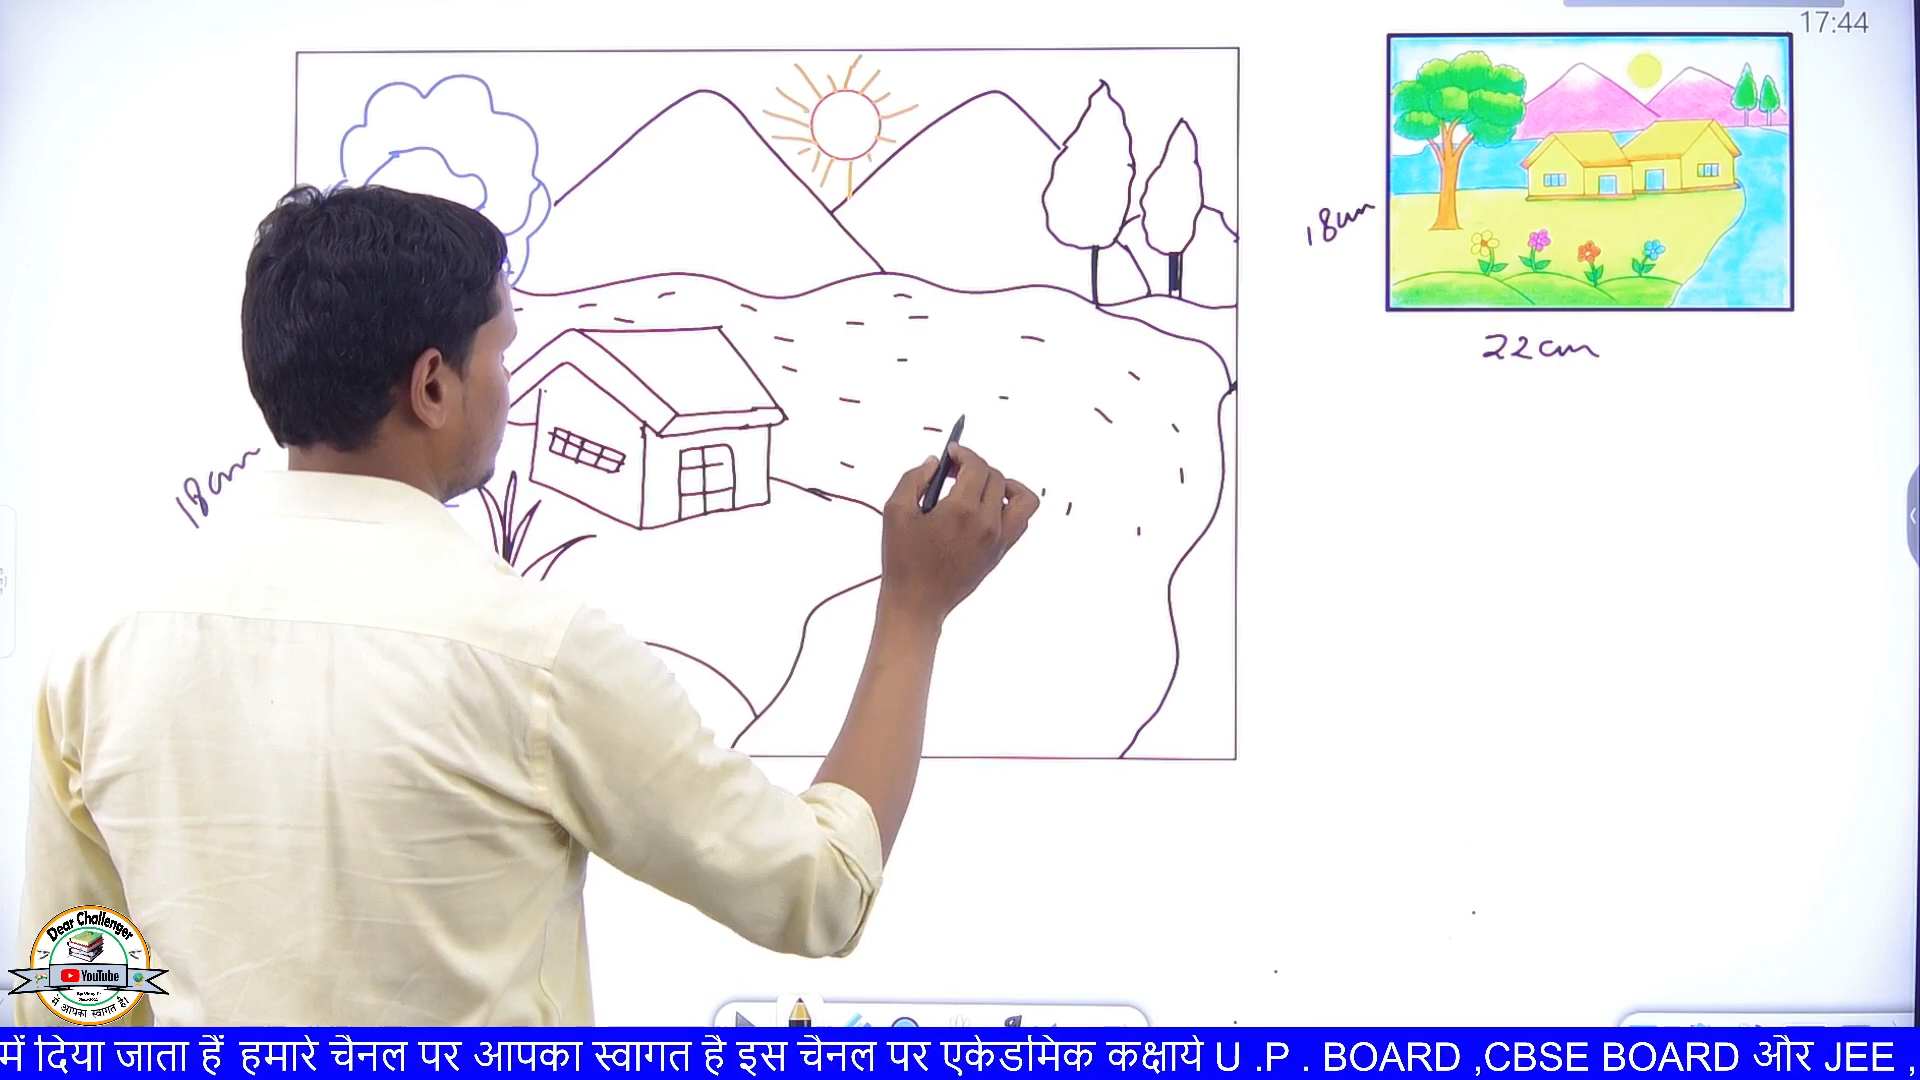 17:44
18cm
22cm
18cm
Dear Challenger
YouTube
में आपका स्वागत है।
में दिया जाता हैं हमारे चैनल पर आपका स्वागत है इस चैनल पर एकेडमिक कक्षाये U .P . BOARD ,CBSE BOARD और JEE ,